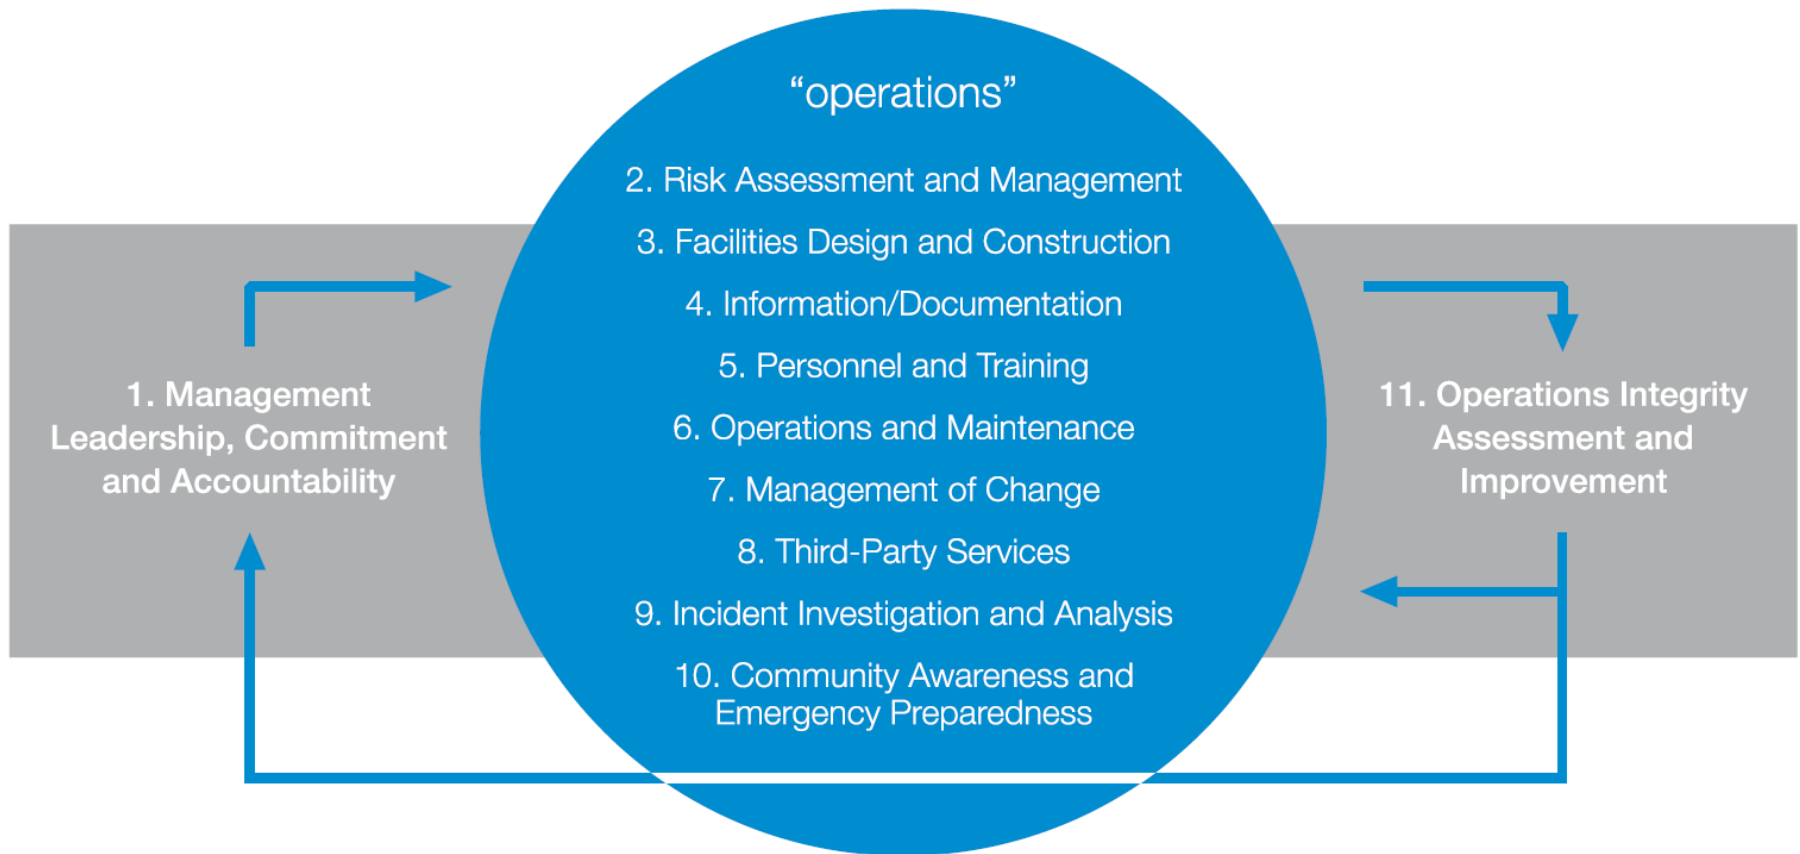 “operations”
2. Risk Assessment and Management
3. Facilities Design and Construction
4. Information/Documentation
5. Personnel and Training
6. Operations and Maintenance
7. Management of Change
8. Third-Party Services
9. Incident Investigation and Analysis
10. Community Awareness and
Emergency Preparedness
1. Management
Leadership, Commitment
and Accountability
11. Operations Integrity
Assessment and
Improvement